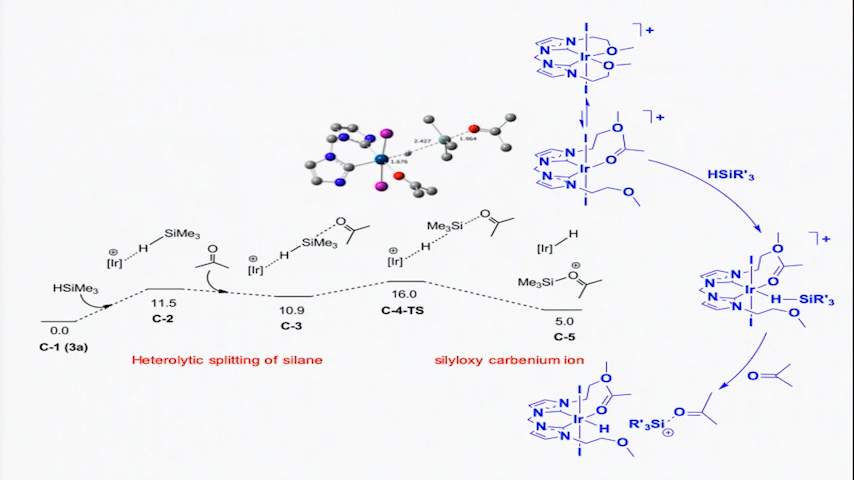 ]+
N
N
N
N
Ir
I
I
O
O
]+
N
N
N
N
Ir
I
I
O
O
O
HSiR'3
2.427
1.964
1.676
H
SiMe3
⊕
[Ir]
O
O
H
SiMe3
⊕
[Ir]
Me3Si
O
H
⊕
[Ir]
H
[Ir]
⊕
Me3Si
O
HSiMe3
0.0
C-1 (3a)
11.5
C-2
10.9
C-3
16.0
C-4-TS
5.0
C-5
Heterolytic splitting of silane
silyloxy carbenium ion
]+
N
N
N
N
Ir
I
I
O
O
H
SiR'3
O
O
N
N
N
N
Ir
I
I
O
O
H
O
R'3Si
⊕
O